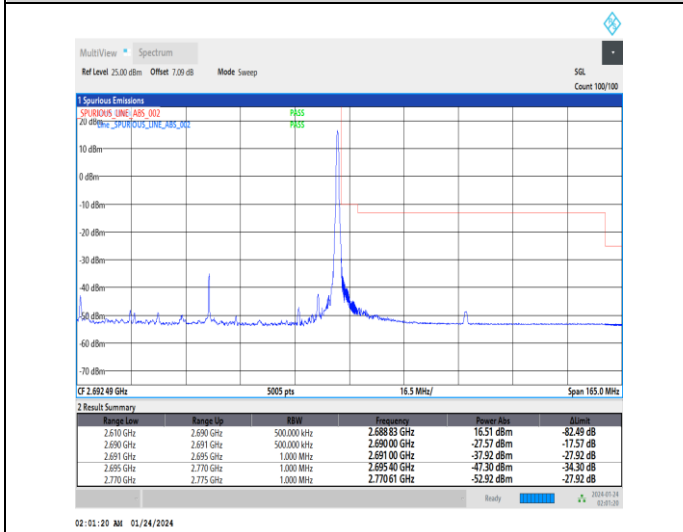 MultiView Spectrum
Ref Level 25.00 dBm Offset 7.09 dB Mode Sweep SGL
Count 100/100
1 Spurious Emissions
SPURIOUS_LINE_ABS_002 PASS
20 dBm Line _SPURIOUS_LINE_ABS_002 PASS
10 dBm
0 dBm
-10 dBm
-20 dBm
-30 dBm
-40 dBm
-50 dBm
-60 dBm
-70 dBm
CF 2.692 49 GHz 5005 pts 16.5 MHz/ Span 165.0 MHz
2 Result Summary
Range Low Range Up RBW Frequency Power Abs ΔLimit
2.610 GHz 2.690 GHz 500.000 kHz 2.688 83 GHz 16.51 dBm -82.49 dB
2.690 GHz 2.691 GHz 500.000 kHz 2.690 00 GHz -27.57 dBm -17.57 dB
2.691 GHz 2.695 GHz 1.000 MHz 2.691 00 GHz -37.92 dBm -27.92 dB
2.695 GHz 2.770 GHz 1.000 MHz 2.695 40 GHz -47.30 dBm -34.30 dB
2.770 GHz 2.775 GHz 1.000 MHz 2.770 61 GHz -52.92 dBm -27.92 dB
Ready 2024-01-24
02:01:20
02:01:20 AM 01/24/2024